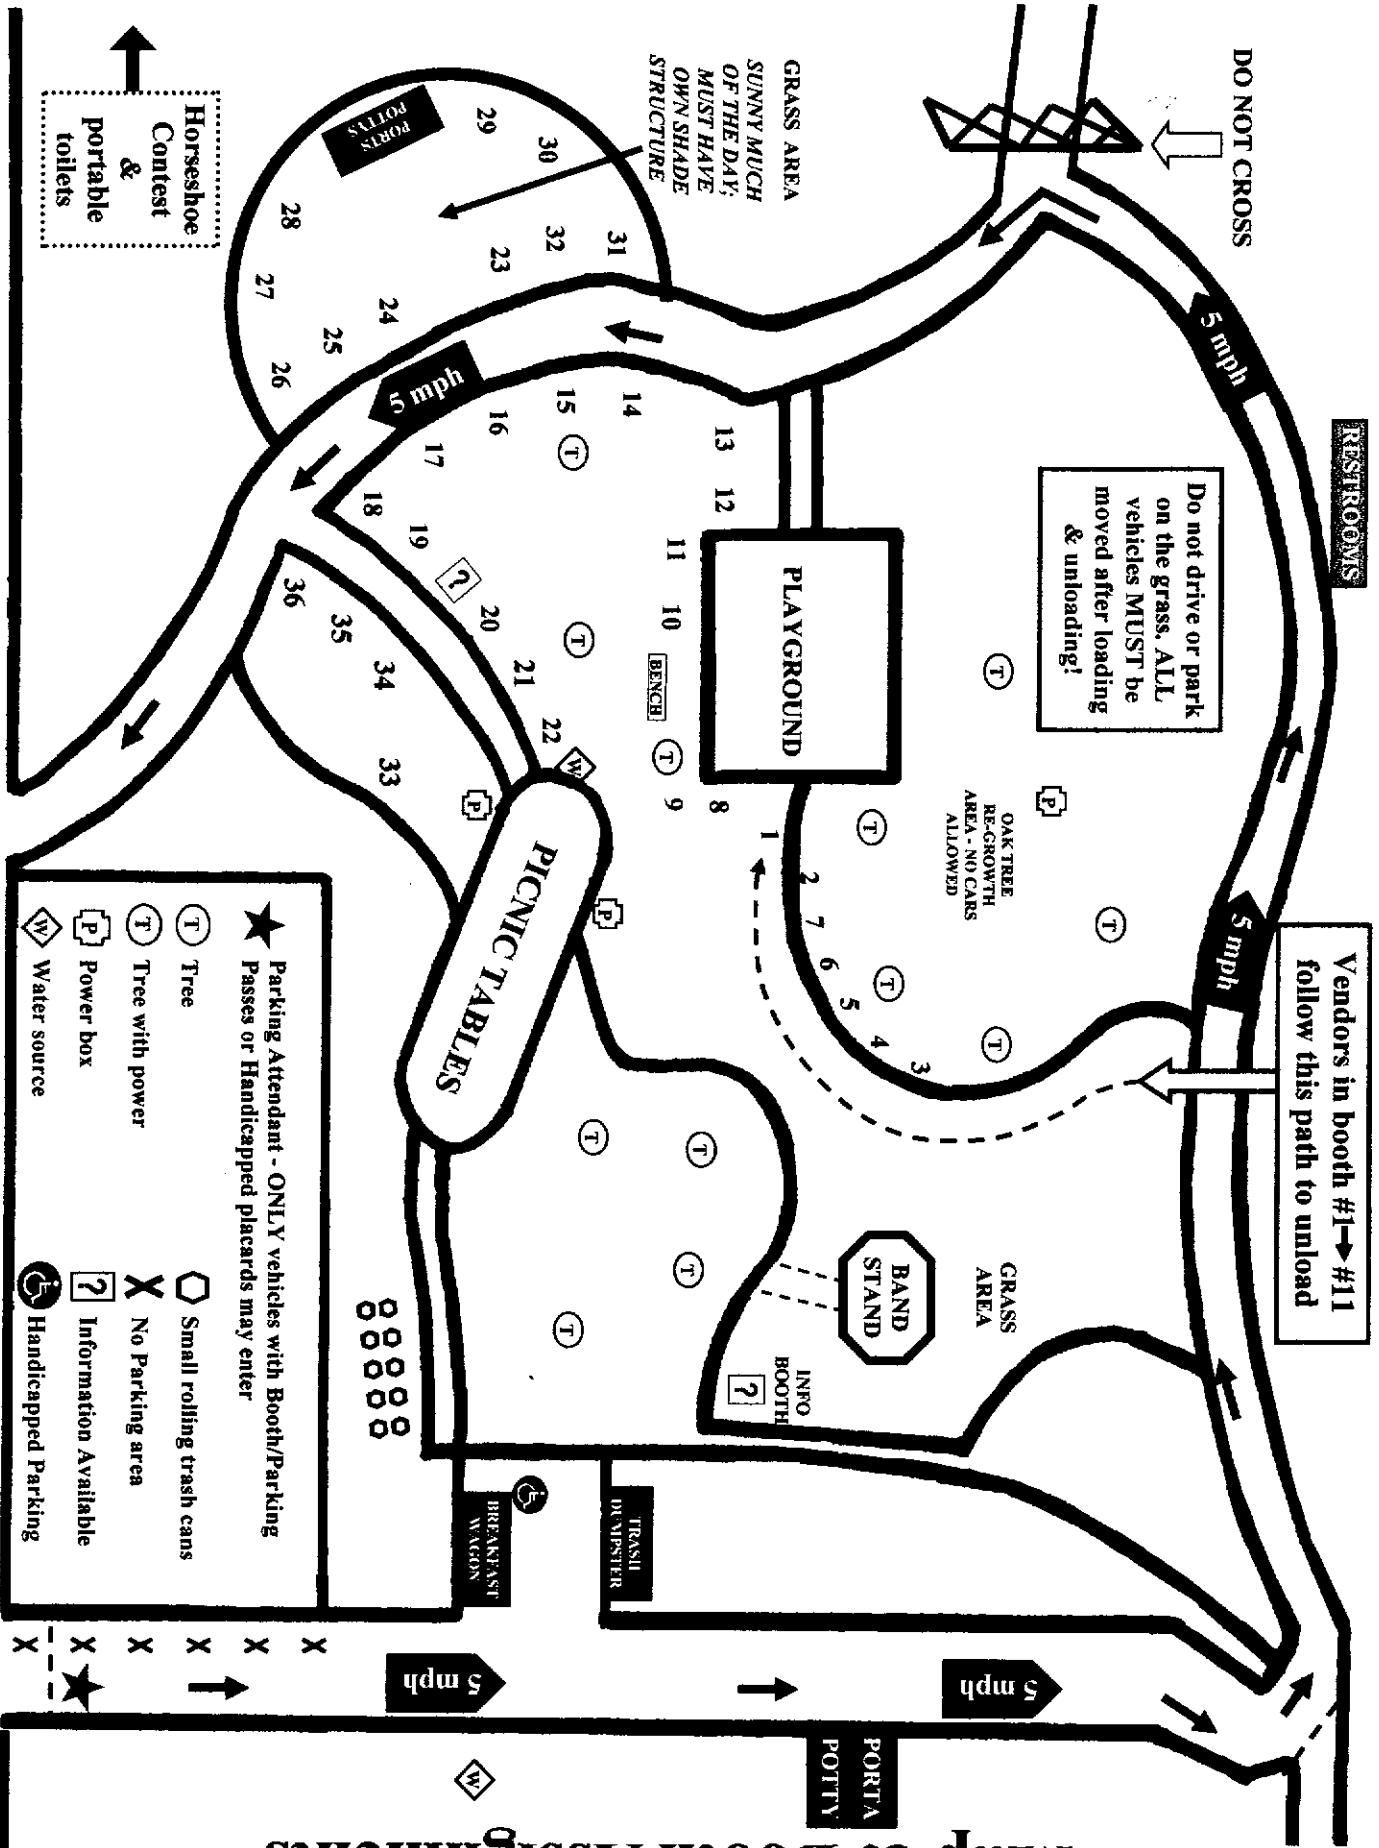 DO NOT CROSS
RESTROOMS
Vendors in booth #1➔#11
follow this path to unload
5 mph
5 mph
Do not drive or park
on the grass. ALL
vehicles MUST be
moved after loading
& unloading!
GRASS AREA
SUNNY MUCH
OF THE DAY;
MUST HAVE
OWN SHADE
STRUCTURE
OAK TREE
RE-GROWTH
AREA - NO CARS
ALLOWED
T
P
T
T
T
T
GRASS
AREA
BAND
STAND
INFO
BOOTH
?
PLAYGROUND
1
2
7
6
5
4
3
8
9
10
11
12
13
14
15
16
17
18
19
20
21
22
BENCH
T
T
T
?
W
P
P
PICNIC TABLES
T
T
T
T
5 mph
PORTS
POTTYS
29
30
31
32
23
24
25
26
27
28
33
34
35
36
Horseshoe
Contest
&
portable
toilets
TRASH
DUMPSTER
BREAKFAST
WAGON
5 mph
5 mph
PORTA
POTTY
W
X X X X X X
Parking Attendant - ONLY vehicles with Booth/Parking
Passes or Handicapped placards may enter
T Tree
T Tree with power
P Power box
W Water source
Small rolling trash cans
X No Parking area
? Information Available
Handicapped Parking